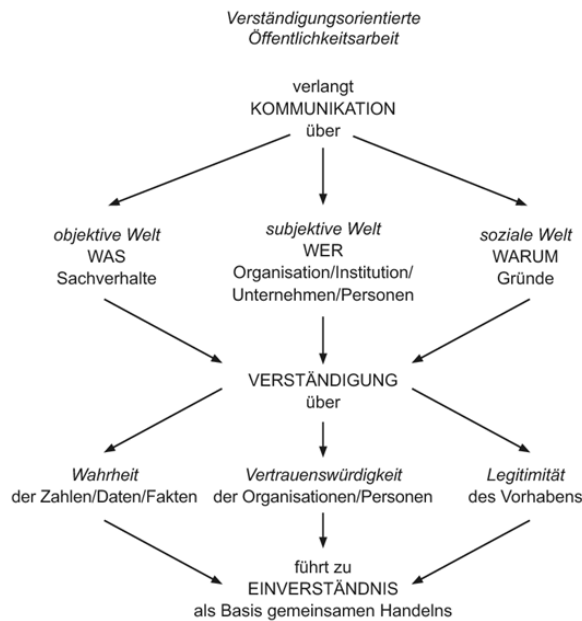 Verständigungsorientierte
Öffentlichkeitsarbeit
verlangt
KOMMUNIKATION
über
objektive Welt
WAS
Sachverhalte
subjektive Welt
WER
Organisation/Institution/
Unternehmen/Personen
soziale Welt
WARUM
Gründe
VERSTÄNDIGUNG
über
Wahrheit
der Zahlen/Daten/Fakten
Vertrauenswürdigkeit
der Organisationen/Personen
Legitimität
des Vorhabens
führt zu
EINVERSTÄNDNIS
als Basis gemeinsamen Handelns